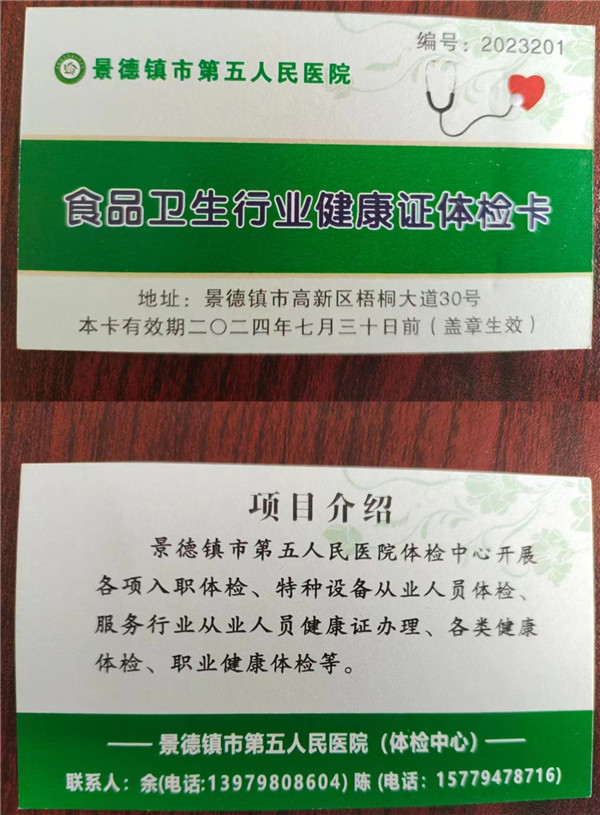 编号：2023201
景德镇市第五人民医院
食品卫生行业健康证体检卡
地址：景德镇市高新区梧桐大道30号
本卡有效期二〇二四年七月三十日前（盖章生效）
项目介绍
景德镇市第五人民医院体检中心开展
各项入职体检、特种设备从业人员体检、
服务行业从业人员健康证办理、各类健康
体检、职业健康体检等。
—— 景德镇市第五人民医院（体检中心）——
联系人：余(电话:13979808604) 陈 (电话：15779478716)